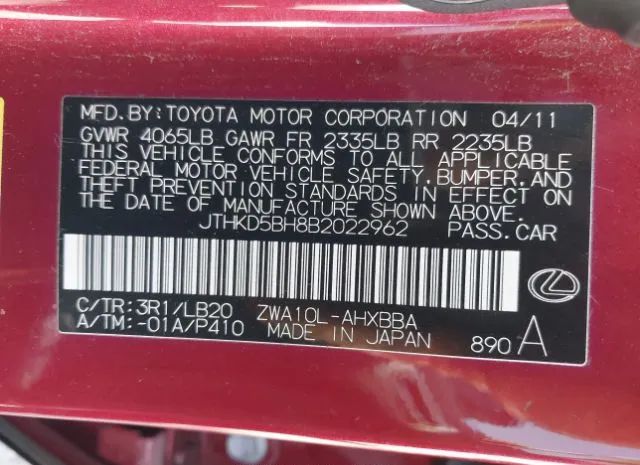 MFD.BY:TOYOTA MOTOR CORPORATION 04/11
GVWR 4065LB GAWR FR 2335LB RR 2235LB
THIS VEHICLE CONFORMS TO ALL APPLICABLE
FEDERAL MOTOR VEHICLE SAFETY,BUMPER,AND
THEFT PREVENTION STANDARDS IN EFFECT ON
THE DATE OF MANUFACTURE SHOWN ABOVE.
JTHKD5BH8B2022962 PASS.CAR
C/TR:3R1/LB20 ZWA10L-AHXBBA
A/TM:-01A/P410 MADE IN JAPAN 890 A